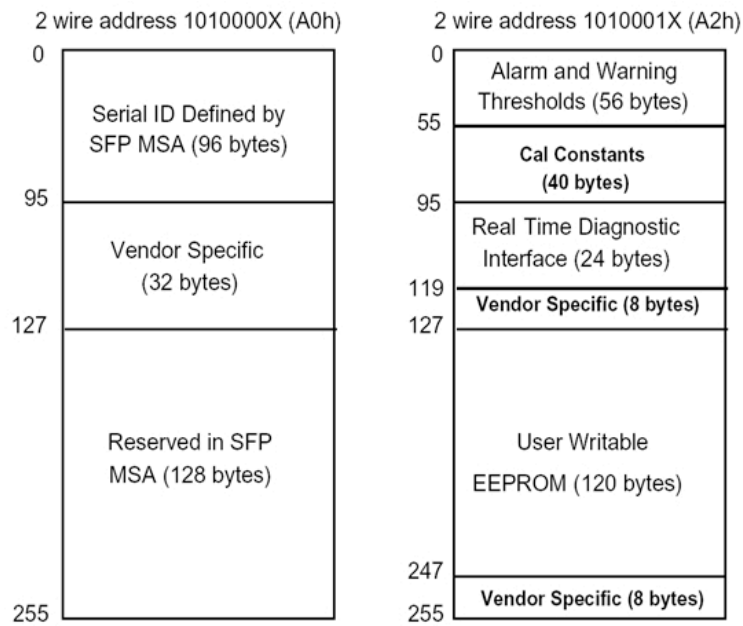 2 wire address 1010000X (A0h)
0
Serial ID Defined by
SFP MSA (96 bytes)
95
Vendor Specific
(32 bytes)
127
Reserved in SFP
MSA (128 bytes)
255
2 wire address 1010001X (A2h)
0
Alarm and Warning
Thresholds (56 bytes)
55
Cal Constants
(40 bytes)
95
Real Time Diagnostic
Interface (24 bytes)
119
Vendor Specific (8 bytes)
127
User Writable
EEPROM (120 bytes)
247
Vendor Specific (8 bytes)
255